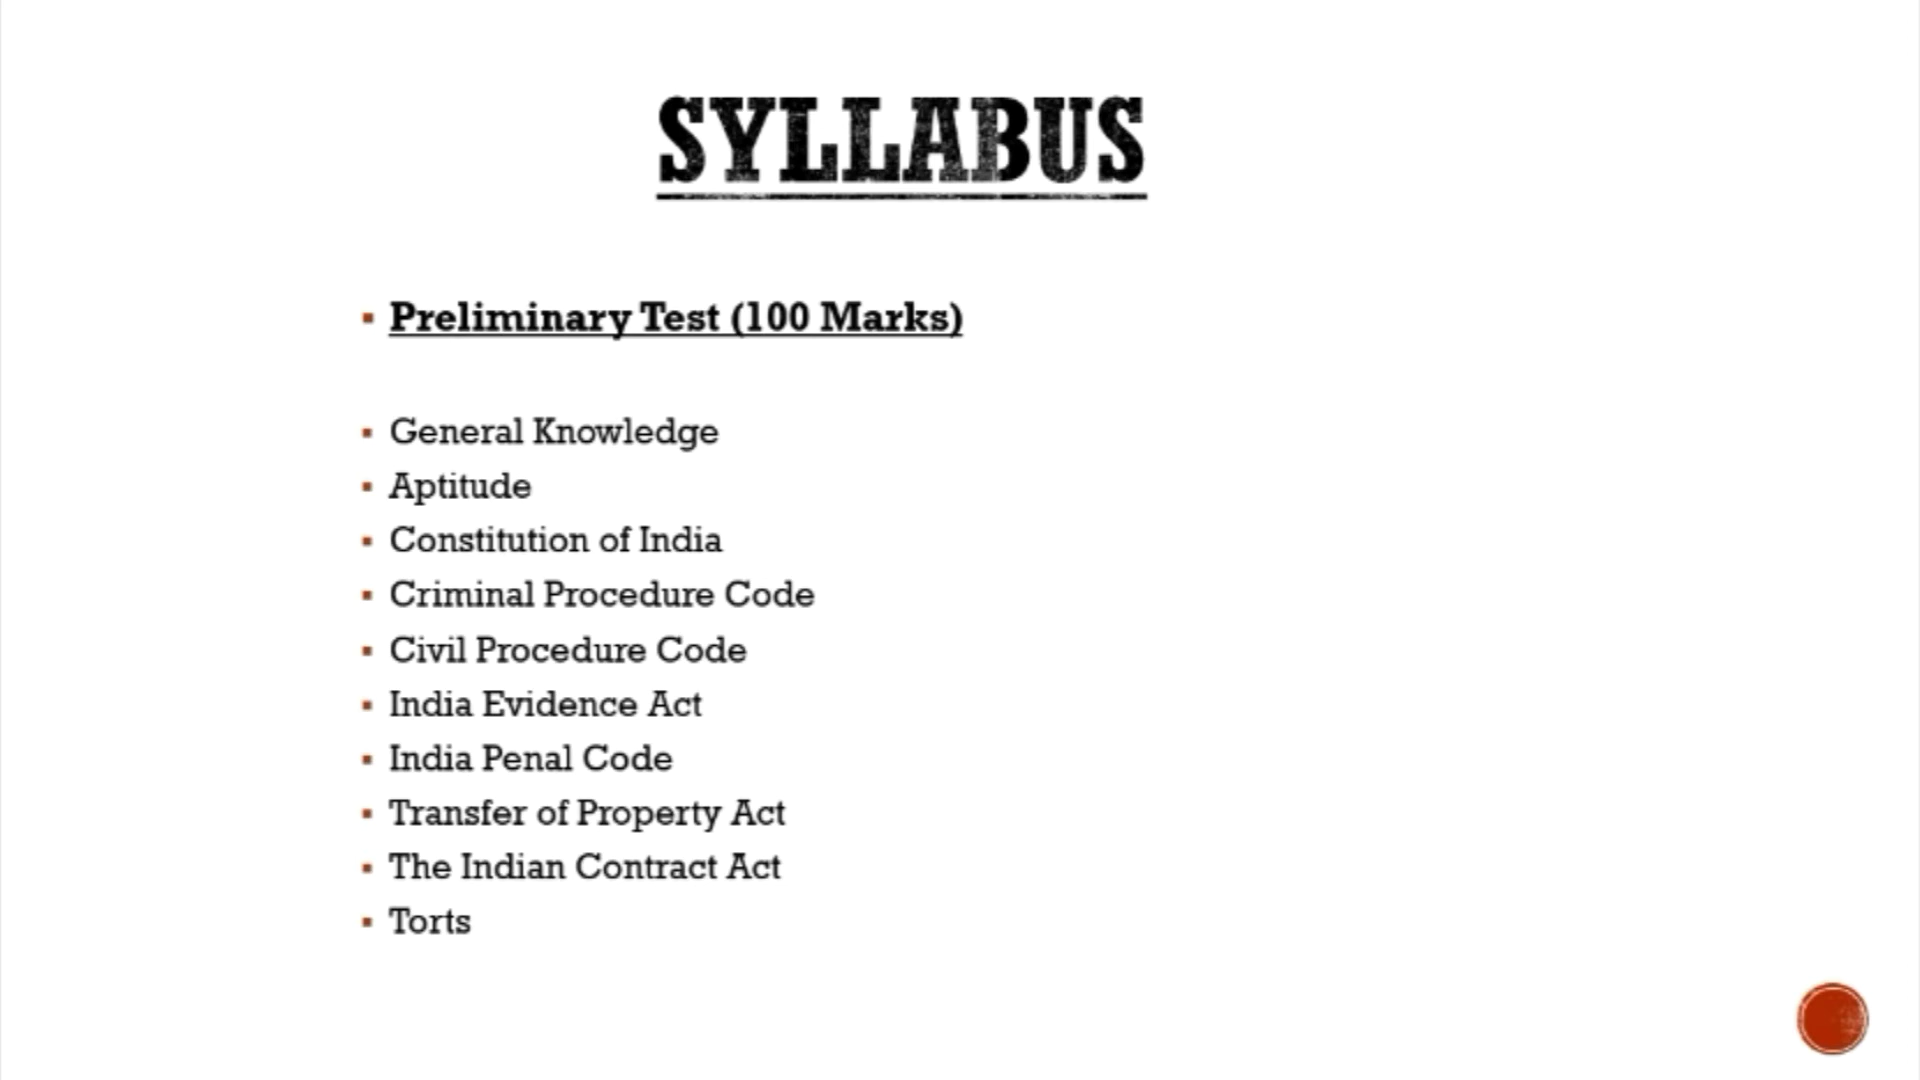 SYLLABUS
Preliminary Test (100 Marks)
General Knowledge
Aptitude
Constitution of India
Criminal Procedure Code
Civil Procedure Code
India Evidence Act
India Penal Code
Transfer of Property Act
The Indian Contract Act
Torts